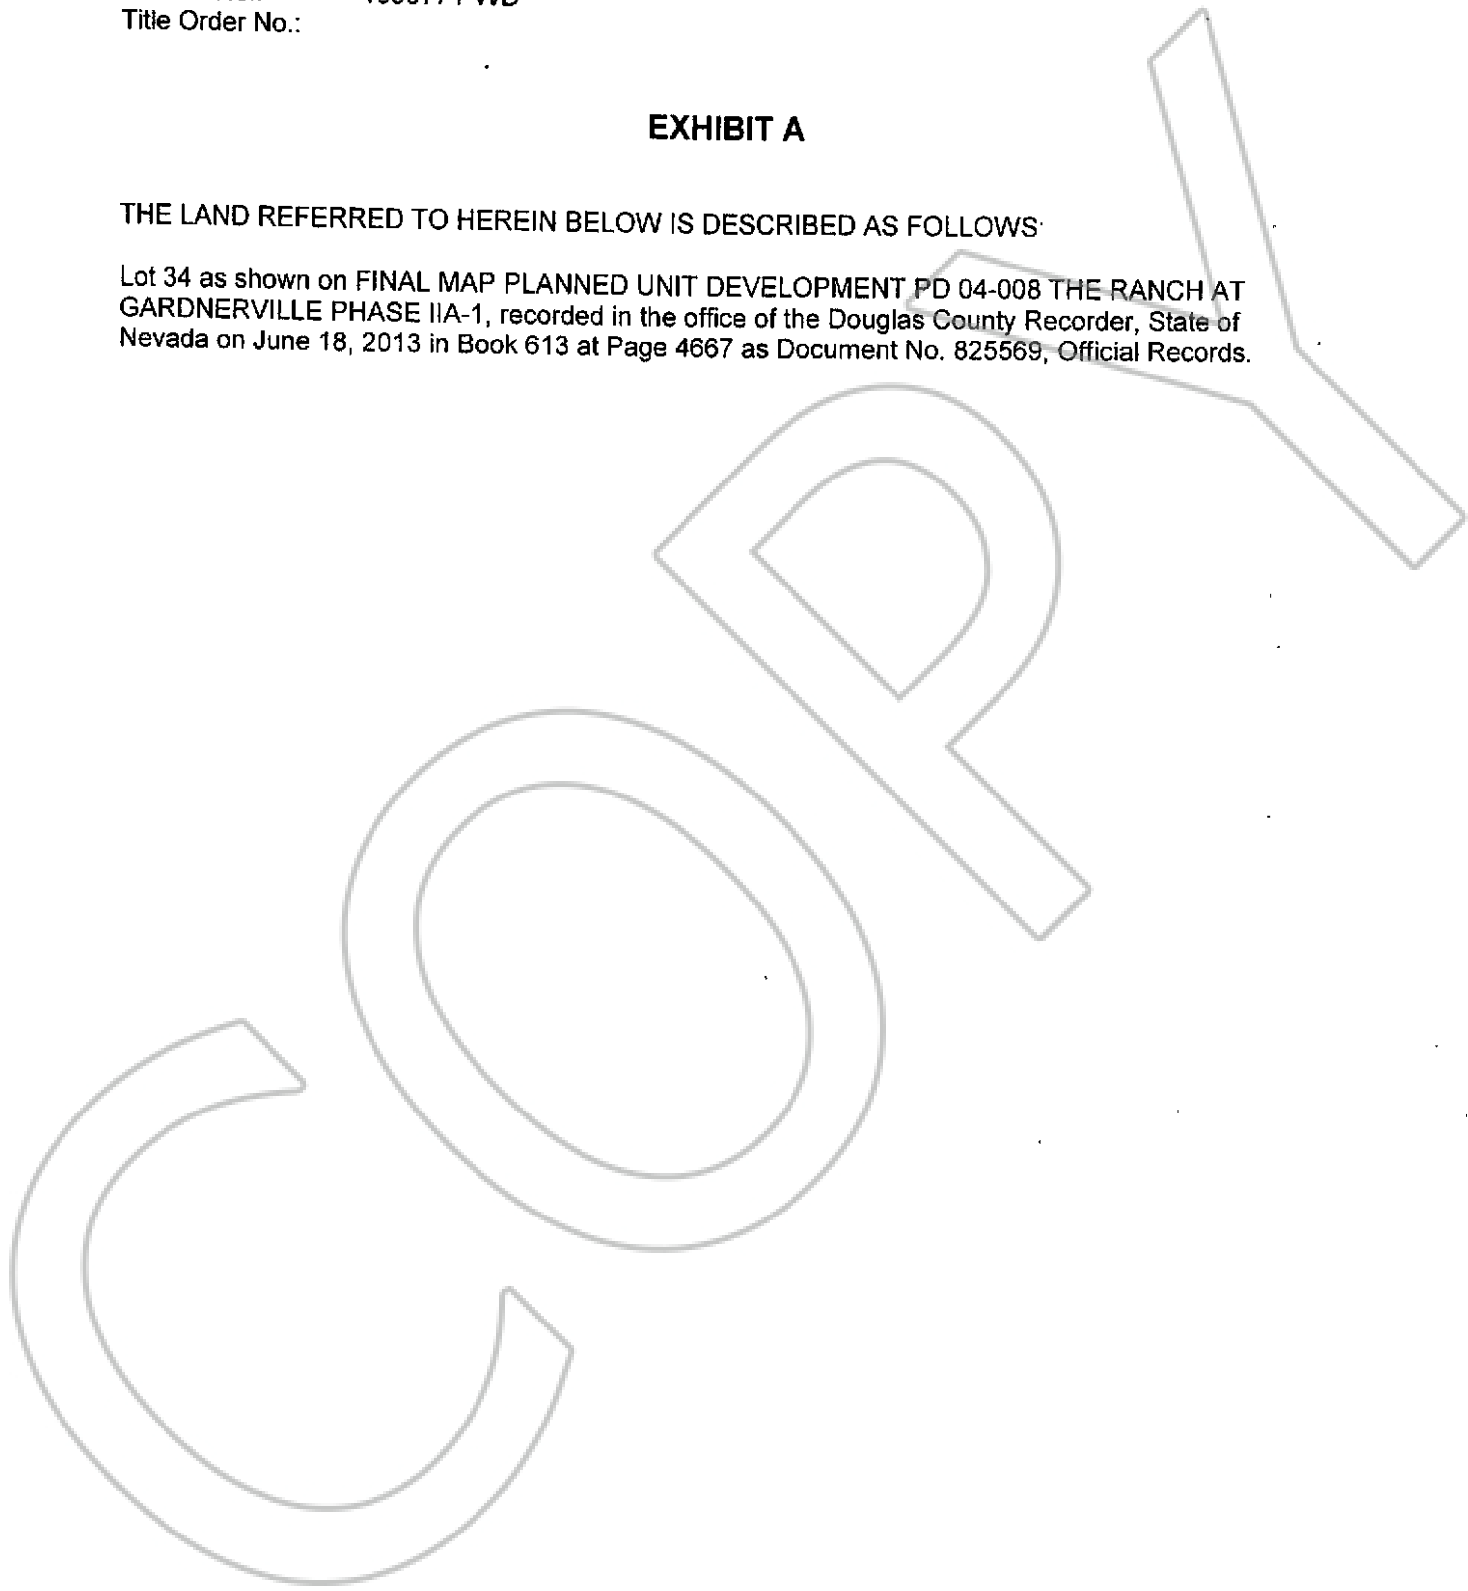 Title Order No.:
EXHIBIT A
THE LAND REFERRED TO HEREIN BELOW IS DESCRIBED AS FOLLOWS
Lot 34 as shown on FINAL MAP PLANNED UNIT DEVELOPMENT PD 04-008 THE RANCH AT
GARDNERVILLE PHASE IIA-1, recorded in the office of the Douglas County Recorder, State of
Nevada on June 18, 2013 in Book 613 at Page 4667 as Document No. 825569, Official Records.
COPY